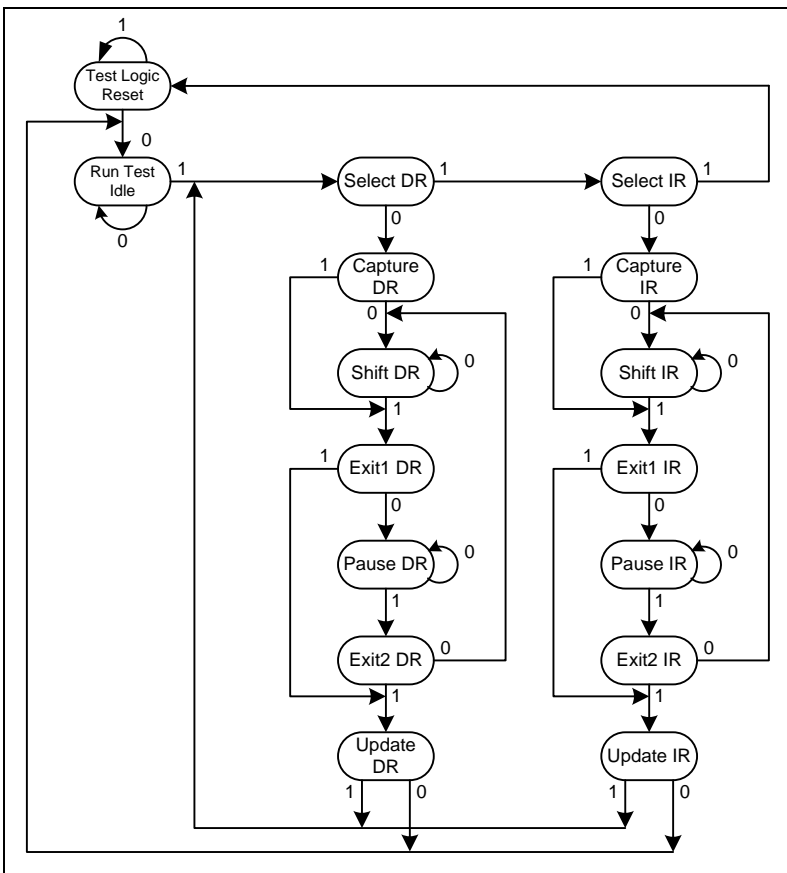 1
Test Logic
Reset
0
Run Test
Idle
1
0
Select DR
1
Select IR
1
0
0
1
Capture
DR
1
Capture
IR
0
0
Shift DR
0
Shift IR
0
1
1
1
Exit1 DR
1
Exit1 IR
0
0
Pause DR
0
Pause IR
0
1
1
Exit2 DR
0
Exit2 IR
0
1
1
Update
DR
Update IR
1
0
1
0